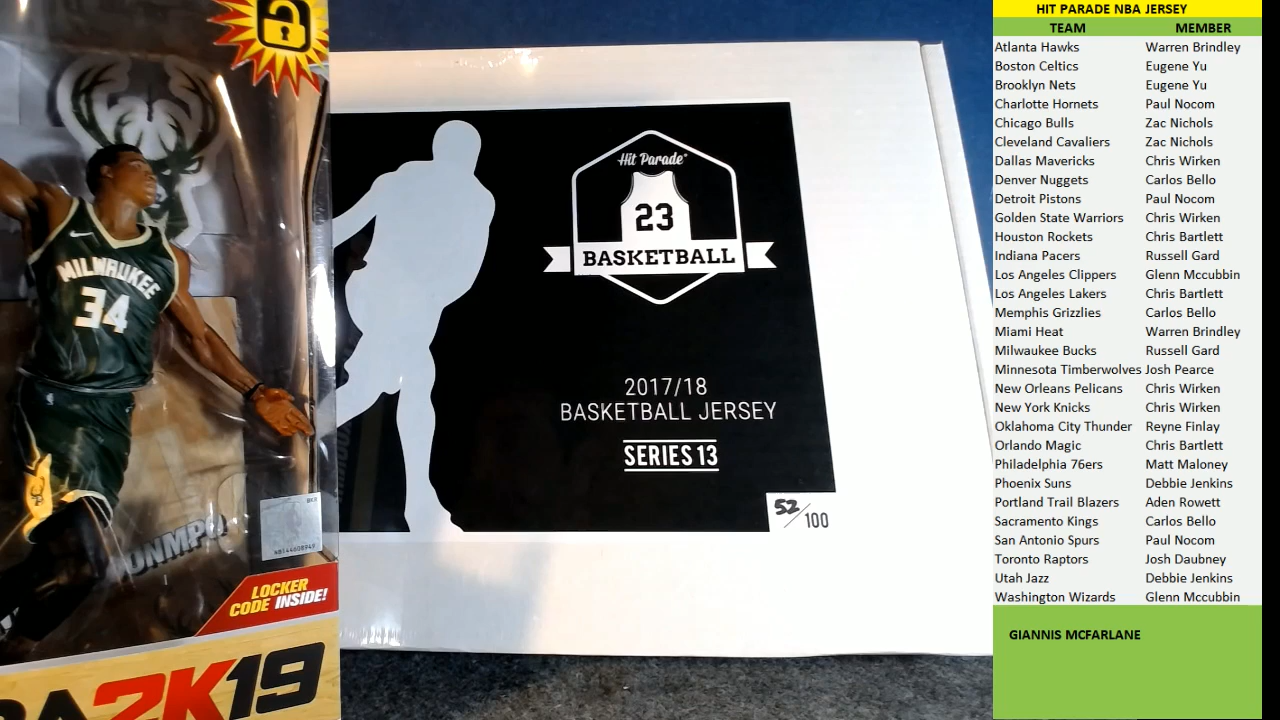 MILWAUKEE
34
LOCKER
CODE INSIDE!
2K19
Hit Parade
23
BASKETBALL
2017/18
BASKETBALL JERSEY
SERIES 13
52/100
HIT PARADE NBA JERSEY
TEAM MEMBER
Atlanta Hawks Warren Brindley
Boston Celtics Eugene Yu
Brooklyn Nets Eugene Yu
Charlotte Hornets Paul Nocom
Chicago Bulls Zac Nichols
Cleveland Cavaliers Zac Nichols
Dallas Mavericks Chris Wirken
Denver Nuggets Carlos Bello
Detroit Pistons Paul Nocom
Golden State Warriors Chris Wirken
Houston Rockets Chris Bartlett
Indiana Pacers Russell Gard
Los Angeles Clippers Glenn Mccubbin
Los Angeles Lakers Chris Bartlett
Memphis Grizzlies Carlos Bello
Miami Heat Warren Brindley
Milwaukee Bucks Russell Gard
Minnesota Timberwolves Josh Pearce
New Orleans Pelicans Chris Wirken
New York Knicks Chris Wirken
Oklahoma City Thunder Reyne Finlay
Orlando Magic Chris Bartlett
Philadelphia 76ers Matt Maloney
Phoenix Suns Debbie Jenkins
Portland Trail Blazers Aden Rowett
Sacramento Kings Carlos Bello
San Antonio Spurs Paul Nocom
Toronto Raptors Josh Daubney
Utah Jazz Debbie Jenkins
Washington Wizards Glenn Mccubbin
GIANNIS MCFARLANE